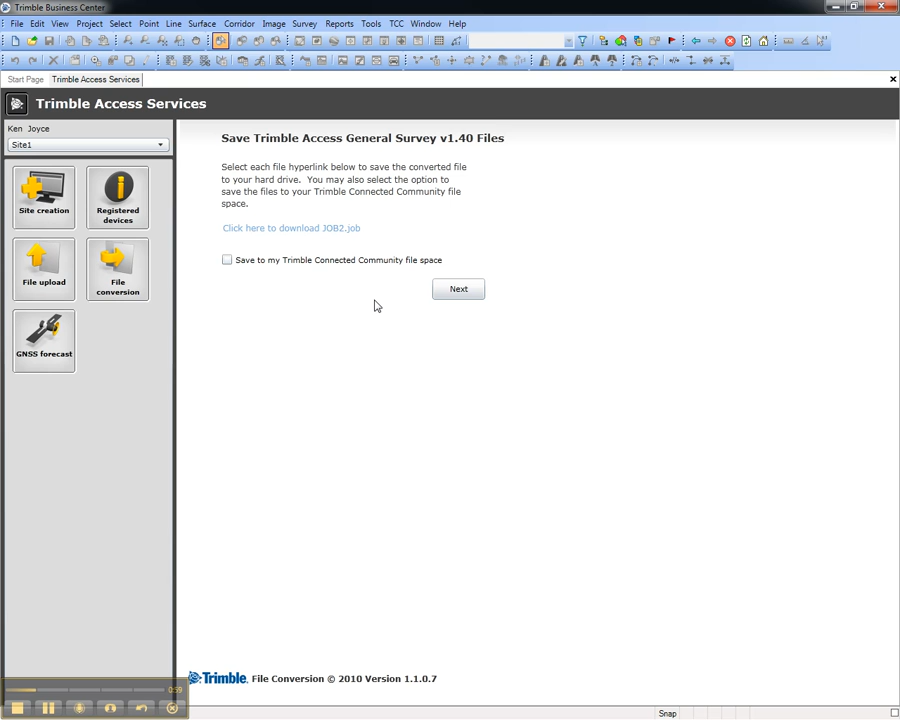 Trimble Business Center
File Edit View Project Select Point Line Surface Corridor Image Survey Reports Tools TCC Window Help
Start Page Trimble Access Services
Trimble Access Services
Ken Joyce
Site1
Site creation
Registered devices
File upload
File conversion
GNSS forecast
Save Trimble Access General Survey v1.40 Files
Select each file hyperlink below to save the converted file
to your hard drive. You may also select the option to
save the files to your Trimble Connected Community file
space.
Click here to download JOB2.job
Save to my Trimble Connected Community file space
Next
Trimble. File Conversion © 2010 Version 1.1.0.7
0:59
Snap